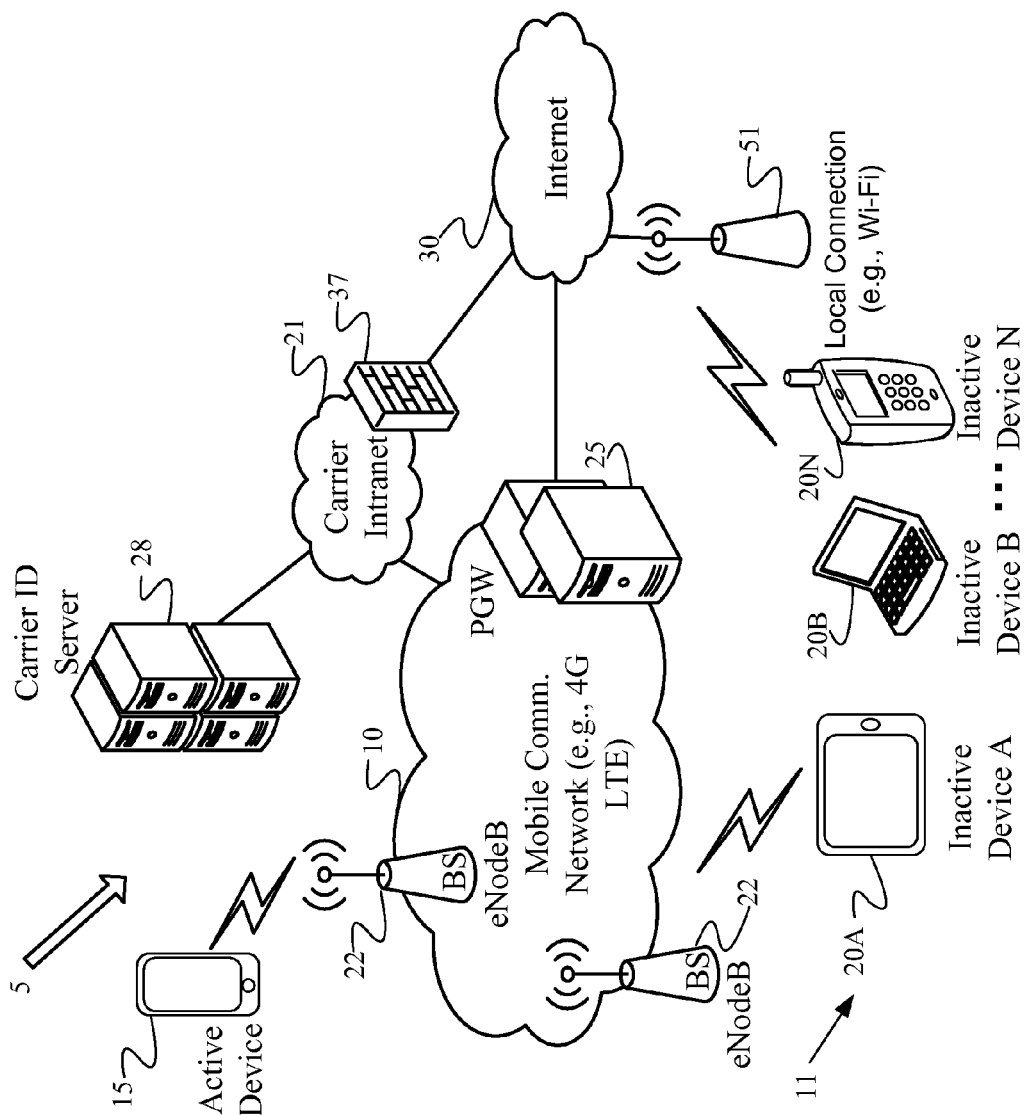 5
15
Active
Device
Carrier ID
Server
28
21
37
Carrier
Intranet
30
Internet
10
22
BS
eNodeB
Mobile Comm.
Network (e.g., 4G
LTE)
PGW
25
BS
22
eNodeB
51
Local Connection
(e.g., Wi-Fi)
11
20A
Inactive
Device A
20B
Inactive
Device B
...
20N
Inactive
Device N